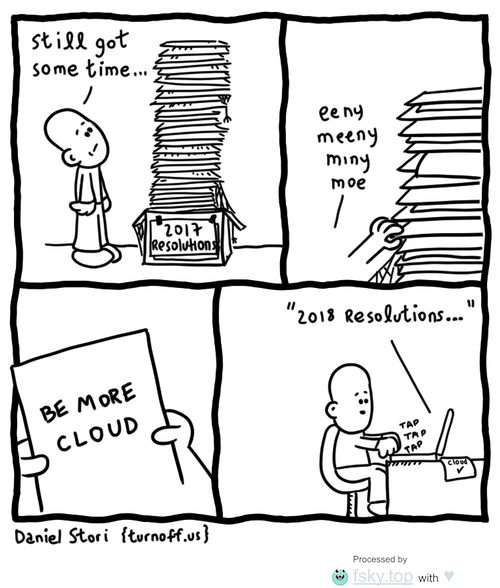 still got
some time...
2017
Resolutions
eeny
meeny
miny
moe
BE MORE
CLOUD
"2018 Resolutions..."
TAP
TAP
TAP
cloud
✓
Daniel Stori {turnoff.us}
Processed by
fsky.top with ♥